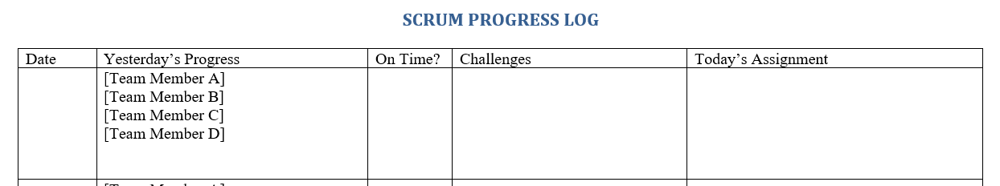 SCRUM PROGRESS LOG
Date Yesterday’s Progress On Time? Challenges Today’s Assignment
[Team Member A]
[Team Member B]
[Team Member C]
[Team Member D]